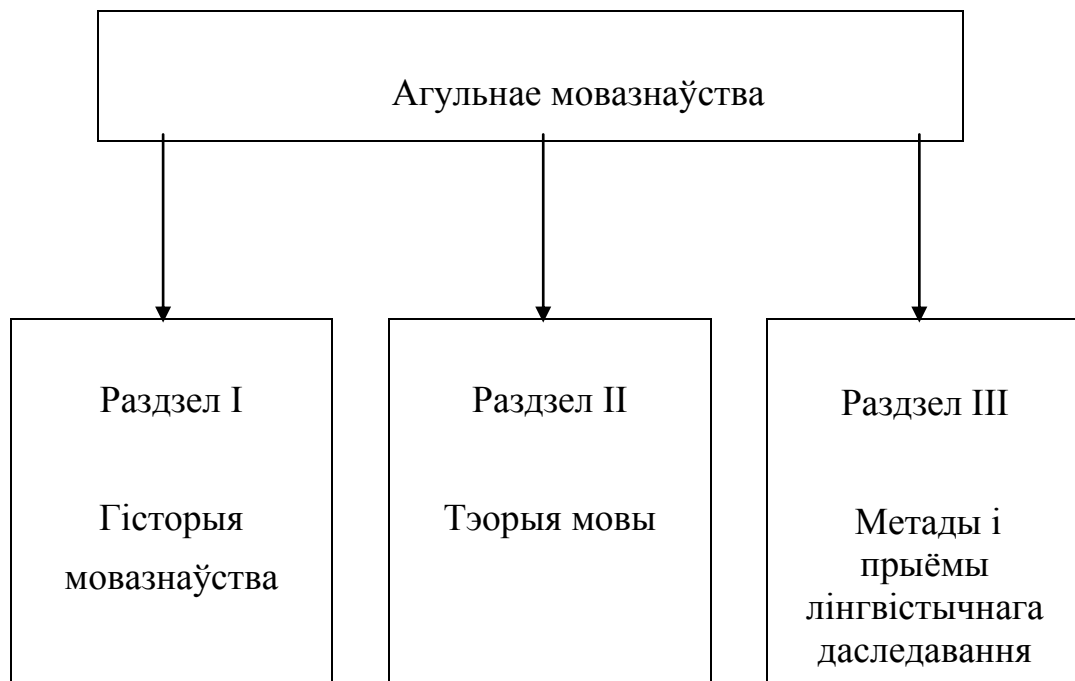 Агульнае мовазнаўства
Раздзел I
Гісторыя
мовазнаўства
Раздзел II
Тэорыя мовы
Раздзел III
Метады і
прыёмы
лінгвістычнага
даследавання